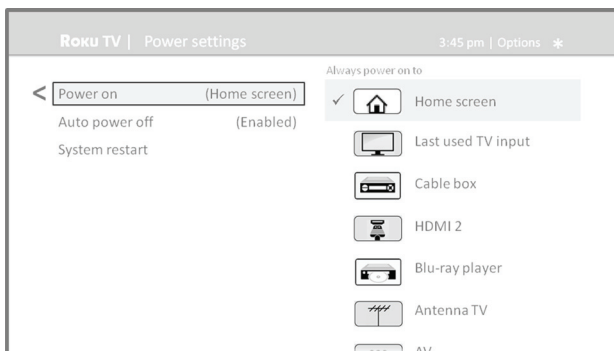 Roku TV | Power settings 3:45 pm | Options *
Always power on to
< Power on (Home screen)
Auto power off (Enabled)
System restart
✓ Home screen
Last used TV input
Cable box
HDMI 2
Blu-ray player
Antenna TV
AV